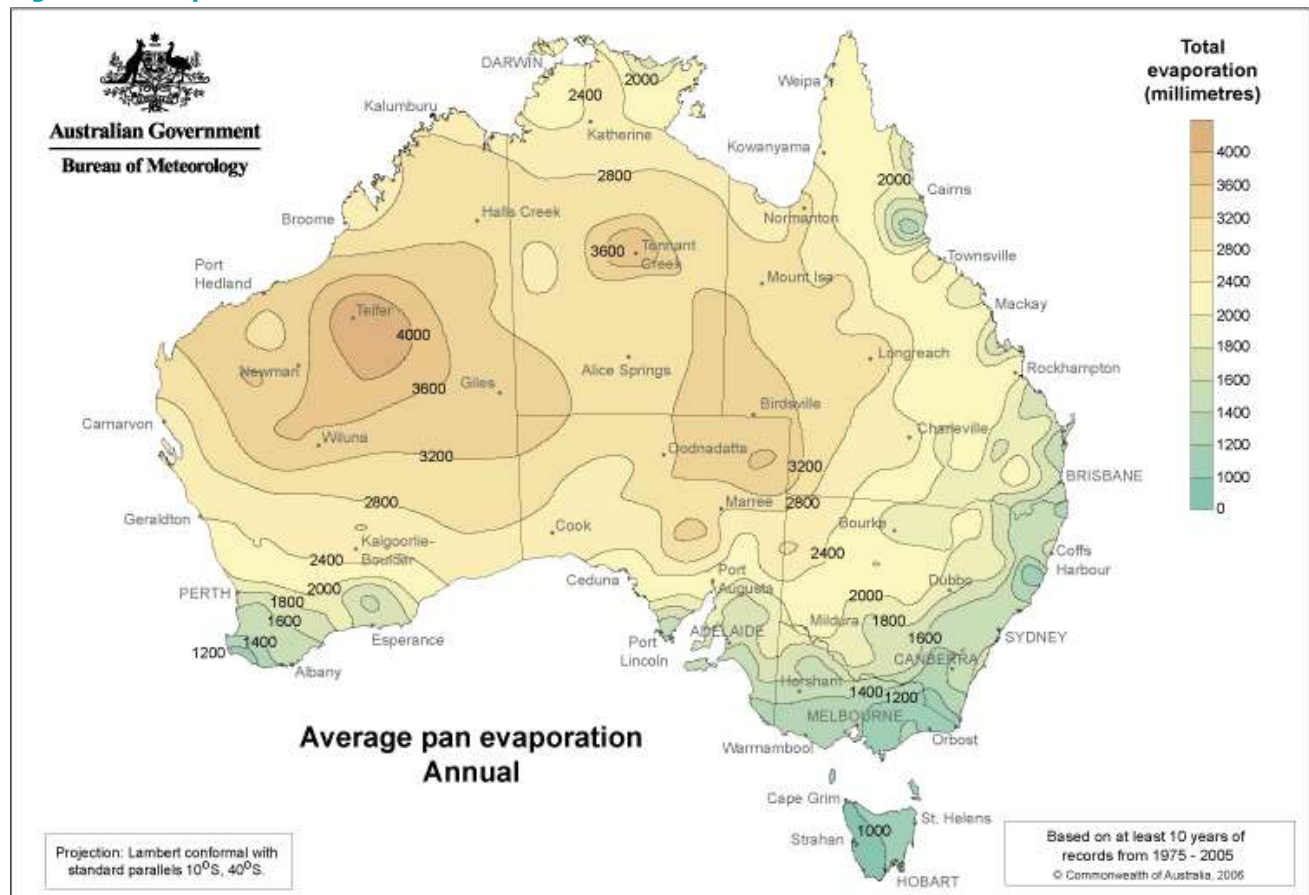 Australian Government
Bureau of Meteorology
Total
evaporation
(millimetres)
4000
3600
3200
2800
2400
2000
1800
1600
1400
1200
1000
0
DARWIN
2000
2400
Katherine
Kalumburu
Weipa
Kowanyama
2800
2000
Cairns
Halls Creek
Normanton
Broome
3600
Tennant
Creek
Townsville
Port
Hedland
Mount Isa
Telfer
4000
Mackay
Newman
3600
Giles
Alice Springs
Longreach
Rockhampton
Birdsville
Carnarvon
Wiluna
3200
Oodnadatta
Charleville
3200
BRISBANE
2800
Marree
2800
Geraldton
Cook
Bourke
Kalgoorlie-
Boulder
2400
2400
Coffs
Harbour
Ceduna
Port
Augusta
Dubbo
PERTH
2000
1800
1600
2000
Mildura
1800
1200
1400
Esperance
Albany
Port
Lincoln
ADELAIDE
1600
SYDNEY
CANBERRA
Horsham
1400
1200
MELBOURNE
Warrnambool
Orbost
Average pan evaporation
Annual
Cape Grim
1000
St. Helens
Strahan
HOBART
Projection: Lambert conformal with
standard parallels 10⁰S, 40⁰S.
Based on at least 10 years of
records from 1975 - 2005
© Commonwealth of Australia, 2006